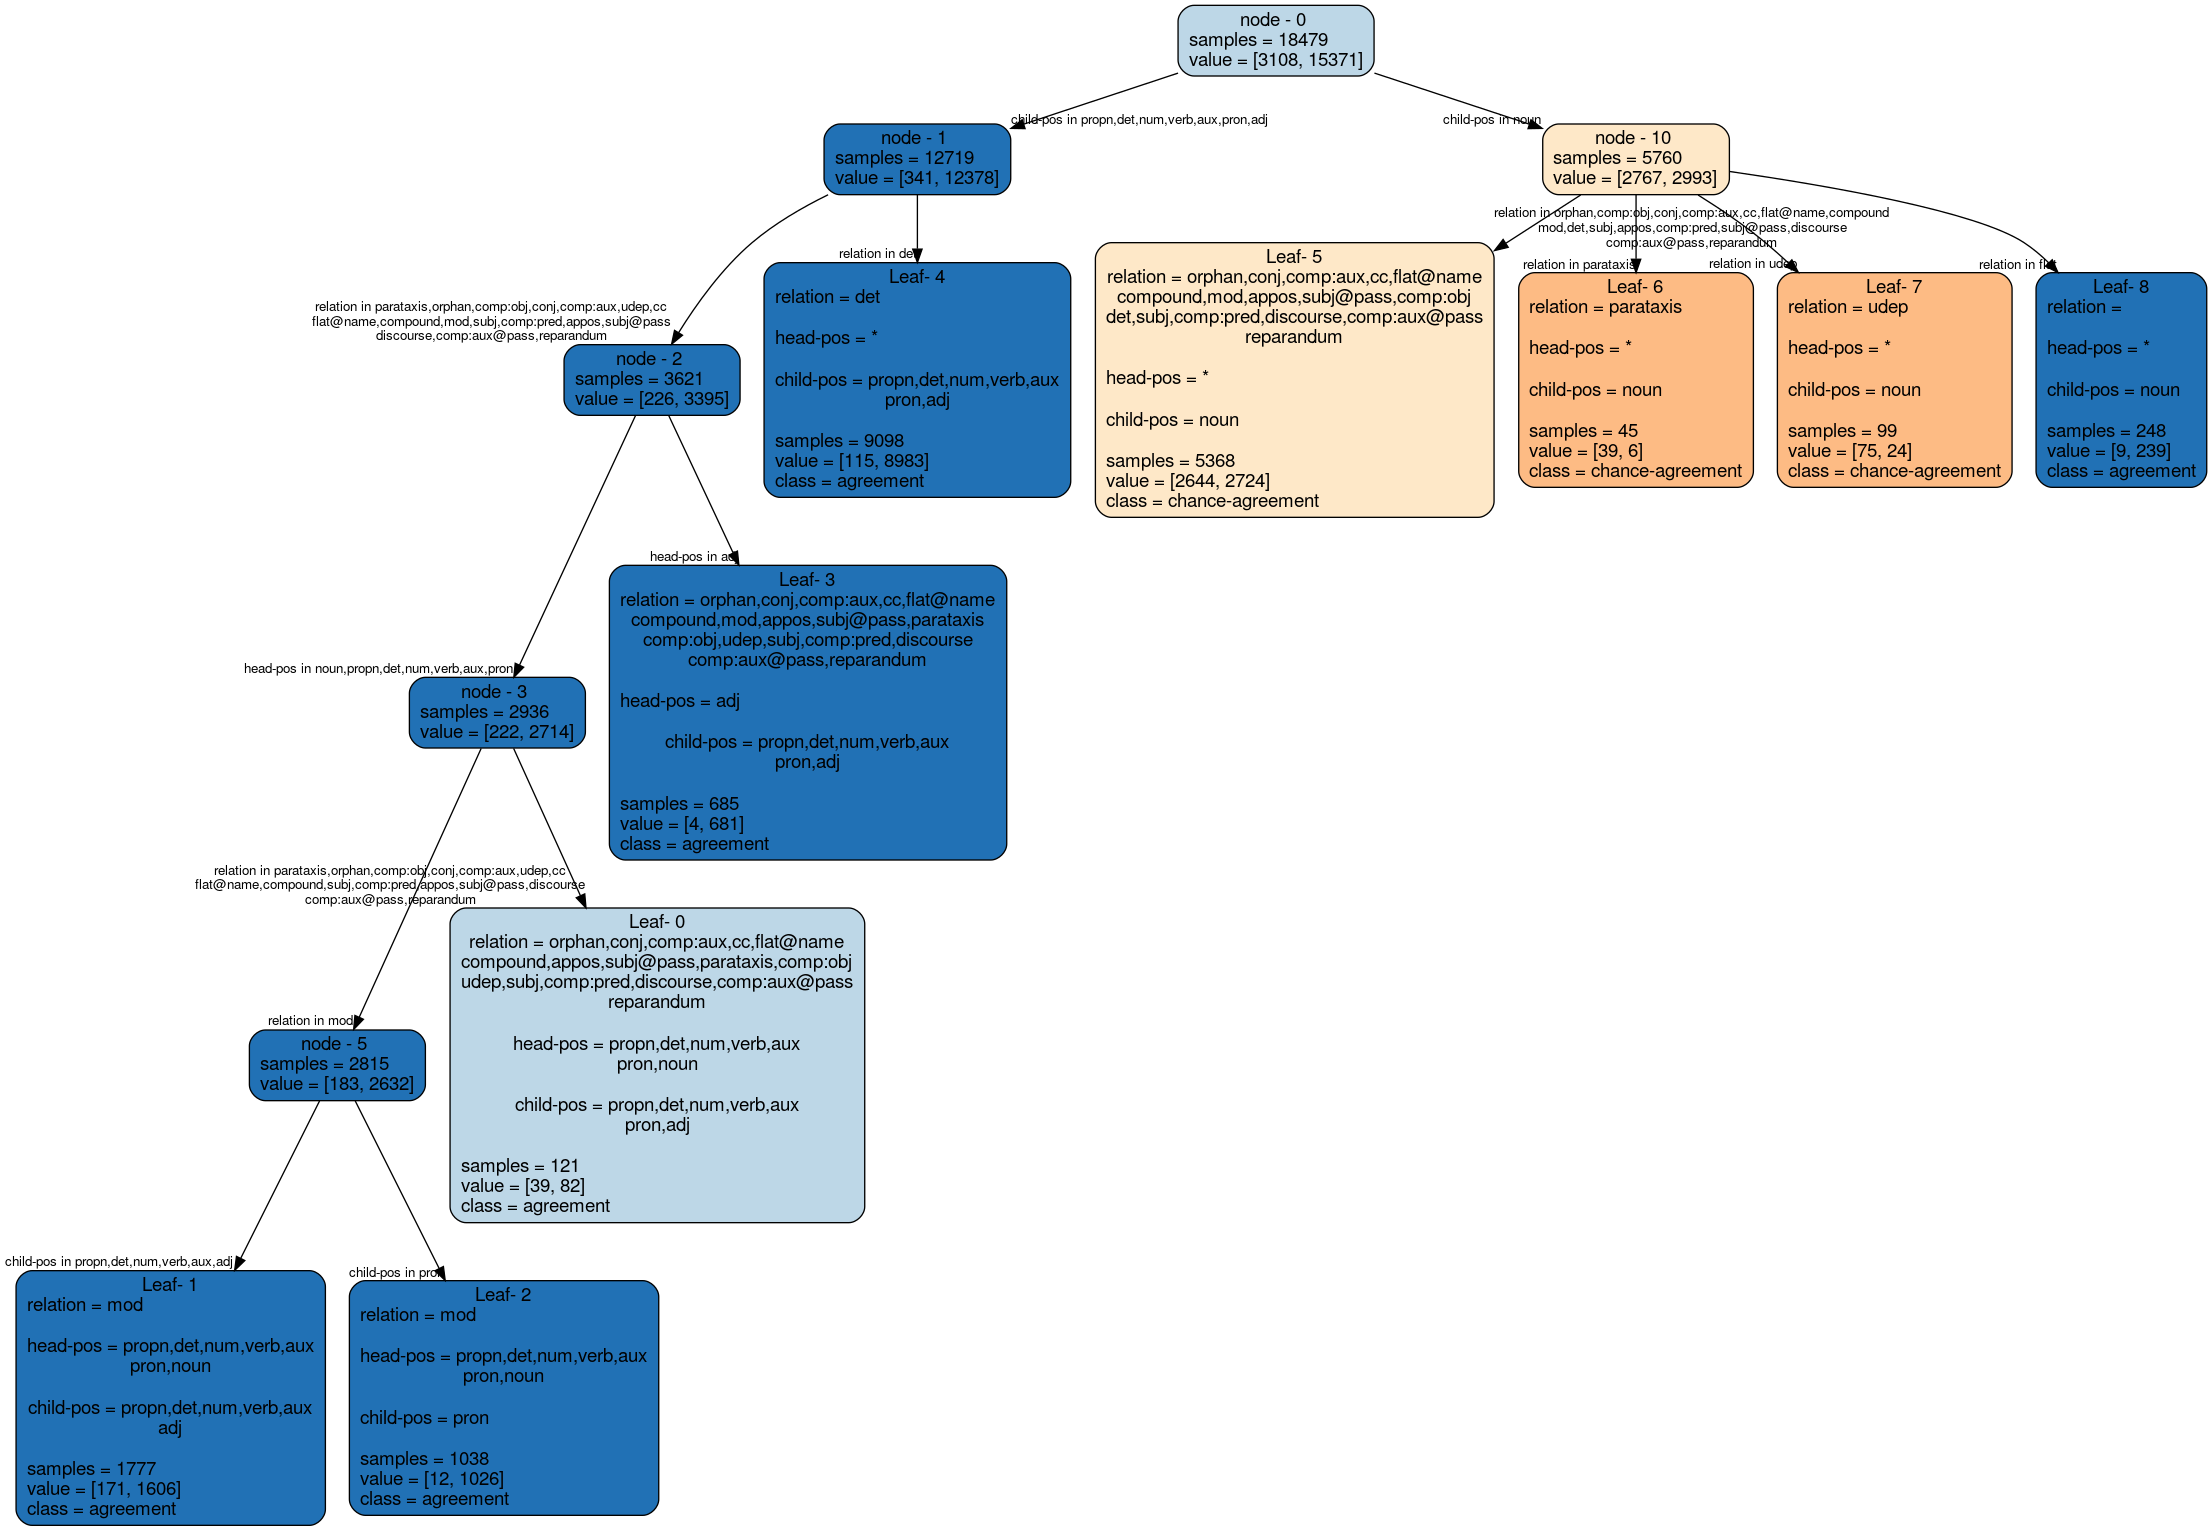 node - 0
samples = 18479
value = [3108, 15371]
child-pos in propn,det,num,verb,aux,pron,adj
child-pos in noun
node - 1
samples = 12719
value = [341, 12378]
node - 10
samples = 5760
value = [2767, 2993]
relation in parataxis,orphan,comp:obj,conj,comp:aux,udep,cc
flat@name,compound,mod,subj,comp:pred,appos,subj@pass
discourse,comp:aux@pass,reparandum
relation in det
relation in orphan,comp:obj,conj,comp:aux,cc,flat@name,compound
mod,det,subj,appos,comp:pred,subj@pass,discourse
comp:aux@pass,reparandum
relation in parataxis
relation in udep
relation in flat
node - 2
samples = 3621
value = [226, 3395]
Leaf- 4
relation = det
head-pos = *
child-pos = propn,det,num,verb,aux
pron,adj
samples = 9098
value = [115, 8983]
class = agreement
Leaf- 5
relation = orphan,conj,comp:aux,cc,flat@name
compound,mod,appos,subj@pass,comp:obj
det,subj,comp:pred,discourse,comp:aux@pass
reparandum
head-pos = *
child-pos = noun
samples = 5368
value = [2644, 2724]
class = chance-agreement
Leaf- 6
relation = parataxis
head-pos = *
child-pos = noun
samples = 45
value = [39, 6]
class = chance-agreement
Leaf- 7
relation = udep
head-pos = *
child-pos = noun
samples = 99
value = [75, 24]
class = chance-agreement
Leaf- 8
relation =
head-pos = *
child-pos = noun
samples = 248
value = [9, 239]
class = agreement
head-pos in noun,propn,det,num,verb,aux,pron
head-pos in adj
node - 3
samples = 2936
value = [222, 2714]
Leaf- 3
relation = orphan,conj,comp:aux,cc,flat@name
compound,mod,appos,subj@pass,parataxis
comp:obj,udep,subj,comp:pred,discourse
comp:aux@pass,reparandum
head-pos = adj
child-pos = propn,det,num,verb,aux
pron,adj
samples = 685
value = [4, 681]
class = agreement
relation in parataxis,orphan,comp:obj,conj,comp:aux,udep,cc
flat@name,compound,subj,comp:pred,appos,subj@pass,discourse
comp:aux@pass,reparandum
relation in mod
node - 5
samples = 2815
value = [183, 2632]
Leaf- 0
relation = orphan,conj,comp:aux,cc,flat@name
compound,appos,subj@pass,parataxis,comp:obj
udep,subj,comp:pred,discourse,comp:aux@pass
reparandum
head-pos = propn,det,num,verb,aux
pron,noun
child-pos = propn,det,num,verb,aux
pron,adj
samples = 121
value = [39, 82]
class = agreement
child-pos in propn,det,num,verb,aux,adj
child-pos in pron
Leaf- 1
relation = mod
head-pos = propn,det,num,verb,aux
pron,noun
child-pos = propn,det,num,verb,aux
adj
samples = 1777
value = [171, 1606]
class = agreement
Leaf- 2
relation = mod
head-pos = propn,det,num,verb,aux
pron,noun
child-pos = pron
samples = 1038
value = [12, 1026]
class = agreement